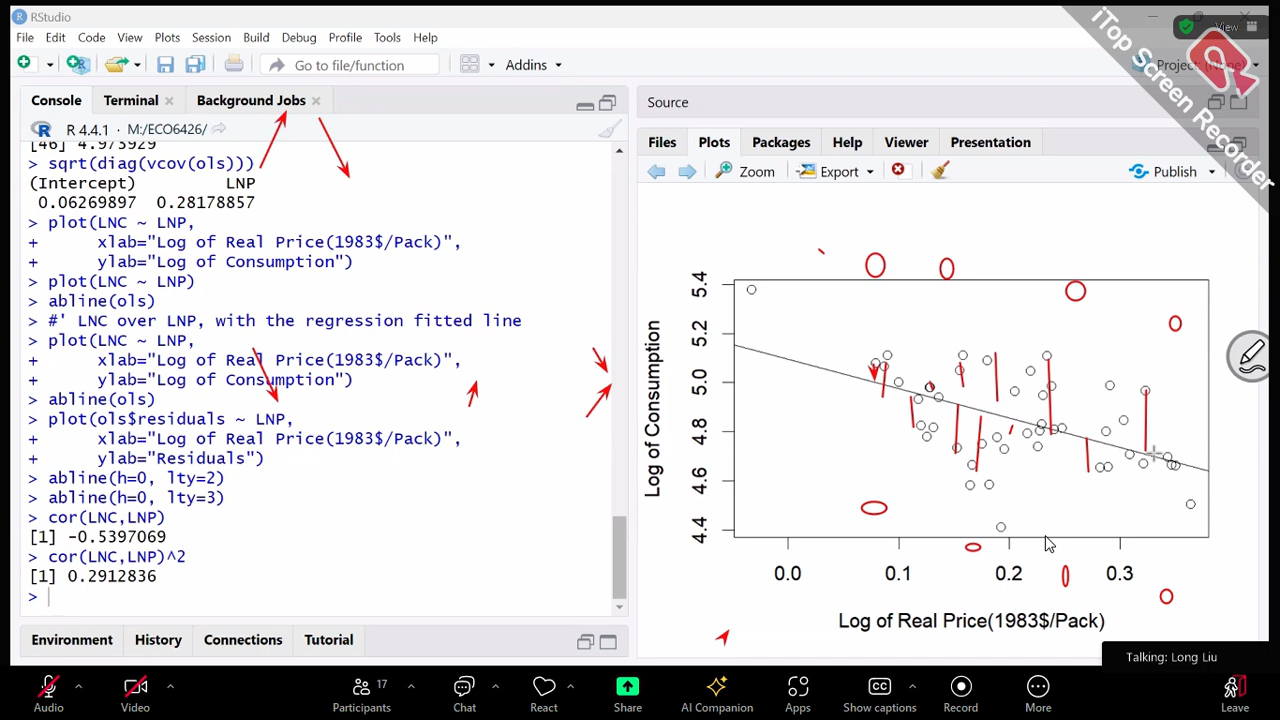 RStudio
File Edit Code View Plots Session Build Debug Profile Tools Help
Go to file/function
Addins
Project: (None)
View
iTop Screen Recorder
Console Terminal Background Jobs
R 4.4.1 · M:/ECO6426/
[46] 4.973929
> sqrt(diag(vcov(ols)))
(Intercept) LNP
0.06269897 0.28178857
> plot(LNC ~ LNP,
+ xlab="Log of Real Price(1983$/Pack)",
+ ylab="Log of Consumption")
> plot(LNC ~ LNP)
> abline(ols)
> #' LNC over LNP, with the regression fitted line
> plot(LNC ~ LNP,
+ xlab="Log of Real Price(1983$/Pack)",
+ ylab="Log of Consumption")
> abline(ols)
> plot(ols$residuals ~ LNP,
+ xlab="Log of Real Price(1983$/Pack)",
+ ylab="Residuals")
> abline(h=0, lty=2)
> abline(h=0, lty=3)
> cor(LNC,LNP)
[1] -0.5397069
> cor(LNC,LNP)^2
[1] 0.2912836
>
Environment History Connections Tutorial
Source
Files Plots Packages Help Viewer Presentation
Zoom Export Publish
Log of Consumption
5.4
5.2
5.0
4.8
4.6
4.4
0.0 0.1 0.2 0.3
Log of Real Price(1983$/Pack)
Talking: Long Liu
Audio Video Participants 17 Chat React Share AI Companion Apps Show captions Record More Leave